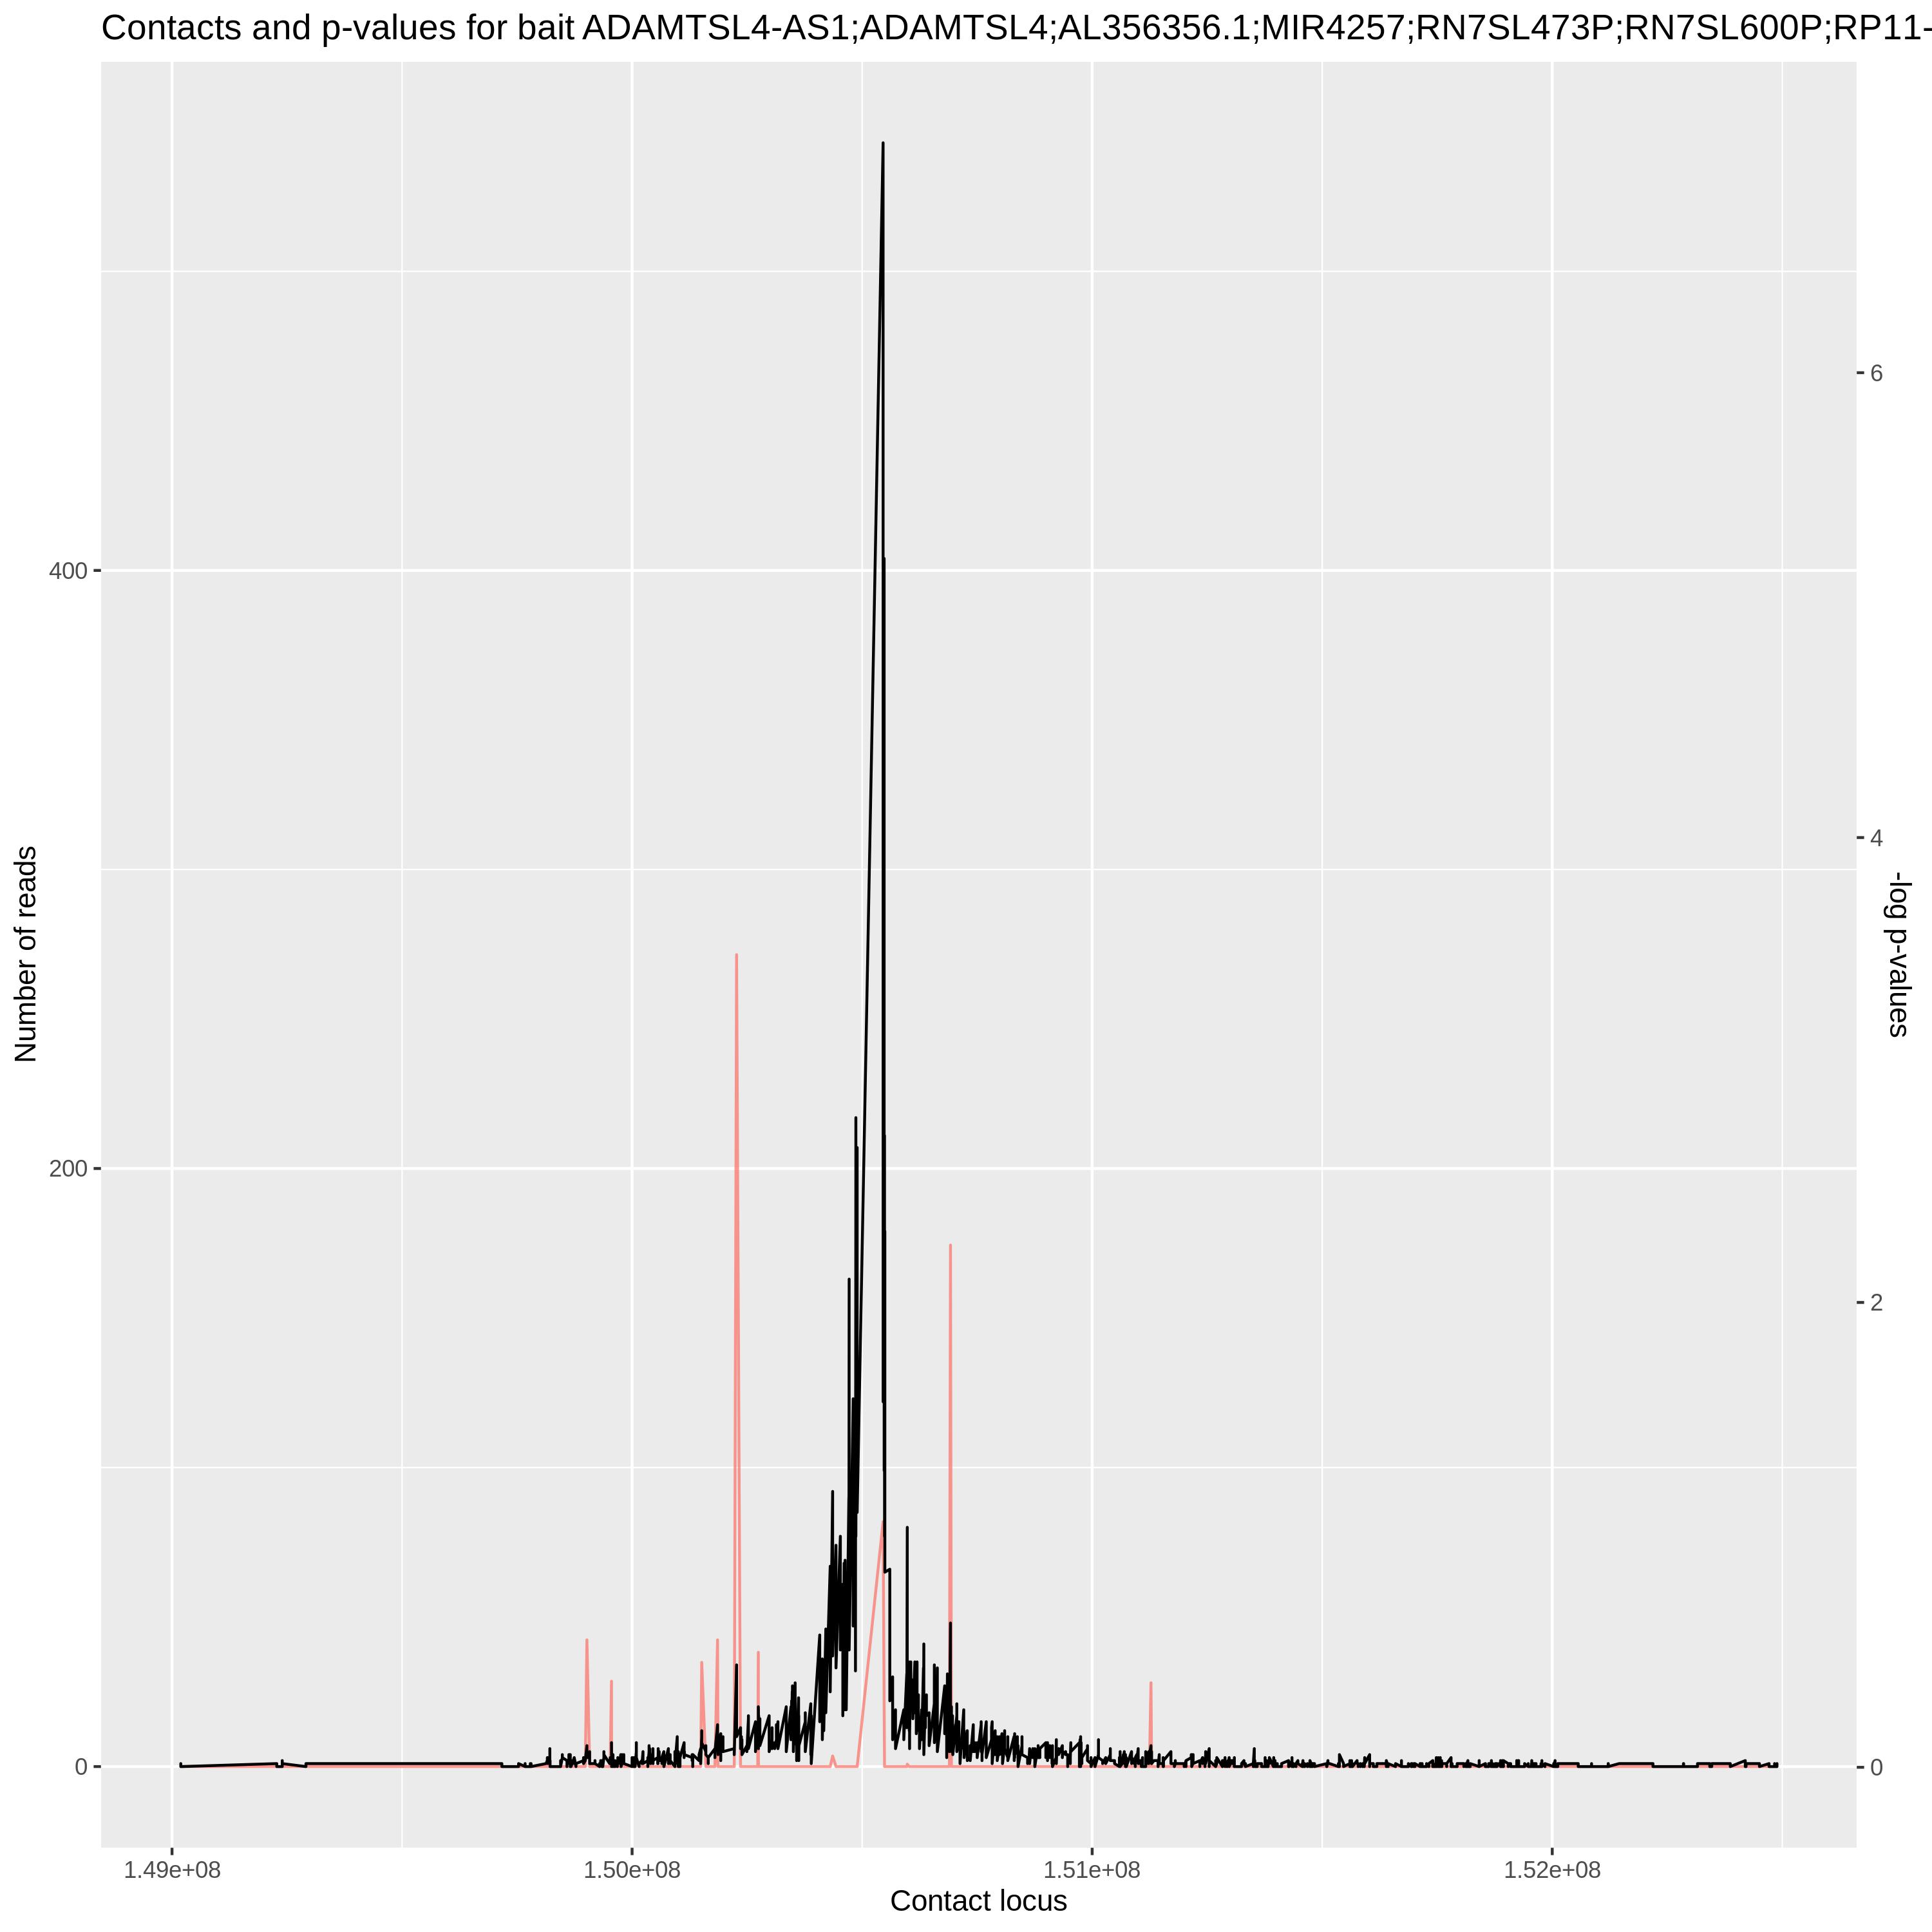 Contacts and p-values for bait ADAMTSL4-AS1;ADAMTSL4;AL356356.1;MIR4257;RN7SL473P;RN7SL600P;RP11-
400
200
0
Number of reads
6
4
2
0
-log p-values
1.49e+08
1.50e+08
1.51e+08
1.52e+08
Contact locus